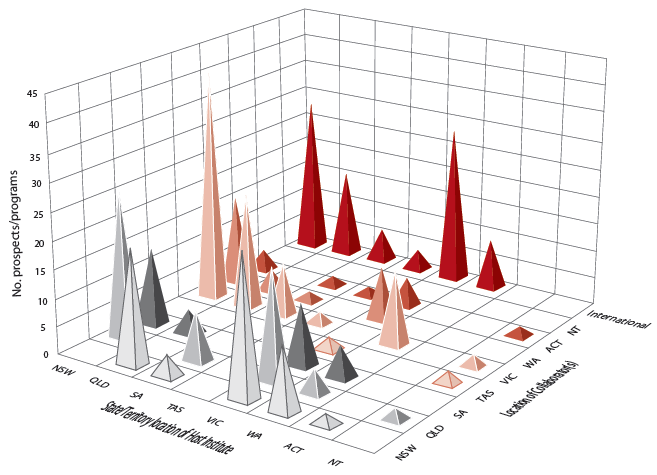 45
40
35
30
25
20
15
10
5
0
No. prospects/programs
NSW
QLD
SA
TAS
VIC
WA
ACT
NT
State/Territory location of Host Institute
NSW
QLD
SA
TAS
VIC
WA
ACT
NT
International
Location of Collaborator(s)